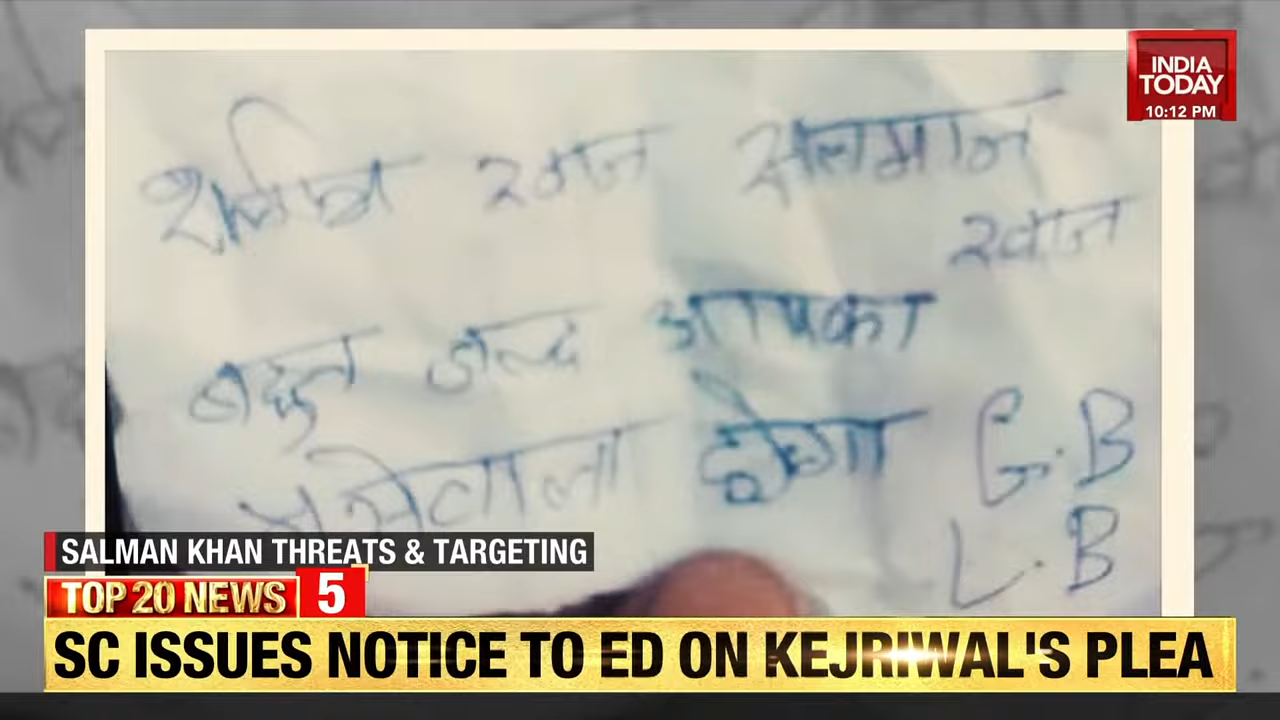 INDIA
TODAY
10:12 PM
खान सलमान
खान
बहुत जल्द आपका
होगा G.B
L.B
SALMAN KHAN THREATS & TARGETING
TOP 20 NEWS 5
SC ISSUES NOTICE TO ED ON KEJRIWAL'S PLEA